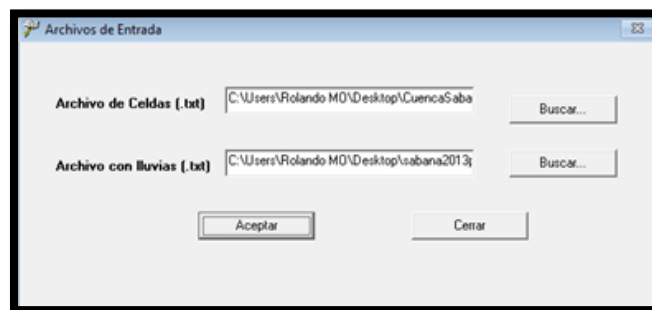 Archivos de Entrada
Archivo de Celdas (.txt) C:\Users\Rolando MO\Desktop\CuencaSaba Buscar...
Archivo con lluvias (.txt) C:\Users\Rolando MO\Desktop\sabana2013p Buscar...
Aceptar Cerrar